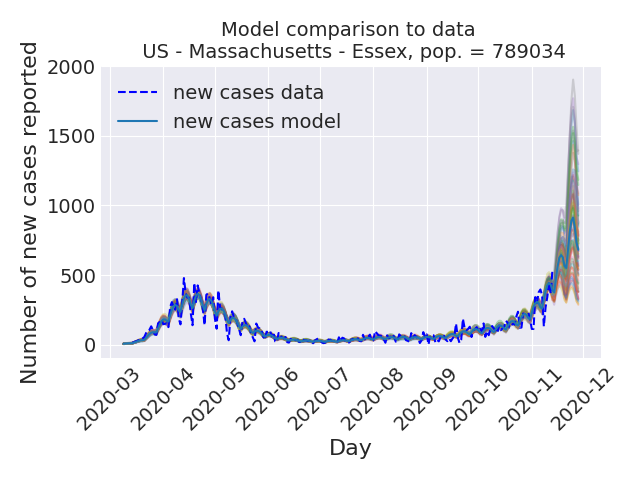 Model comparison to data
US - Massachusetts - Essex, pop. = 789034
Number of new cases reported
2000
1500
1000
500
0
new cases data
new cases model
2020-03
2020-04
2020-05
2020-06
2020-07
2020-08
2020-09
2020-10
2020-11
2020-12
Day